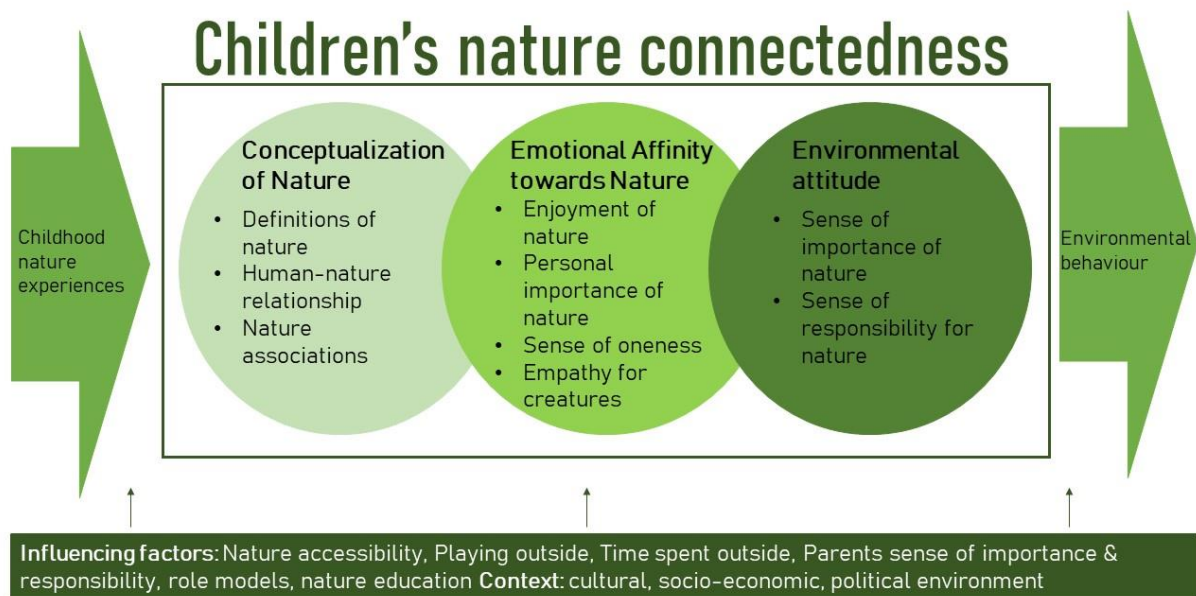 Children's nature connectedness
Childhood
nature
experiences
Conceptualization
of Nature
• Definitions of
nature
• Human-nature
relationship
• Nature
associations
Emotional Affinity
towards Nature
• Enjoyment of
nature
• Personal
importance of
nature
• Sense of oneness
• Empathy for
creatures
Environmental
attitude
• Sense of
importance of
nature
• Sense of
responsibility for
nature
Environmental
behaviour
Influencing factors: Nature accessibility, Playing outside, Time spent outside, Parents sense of importance &
responsibility, role models, nature education Context: cultural, socio-economic, political environment